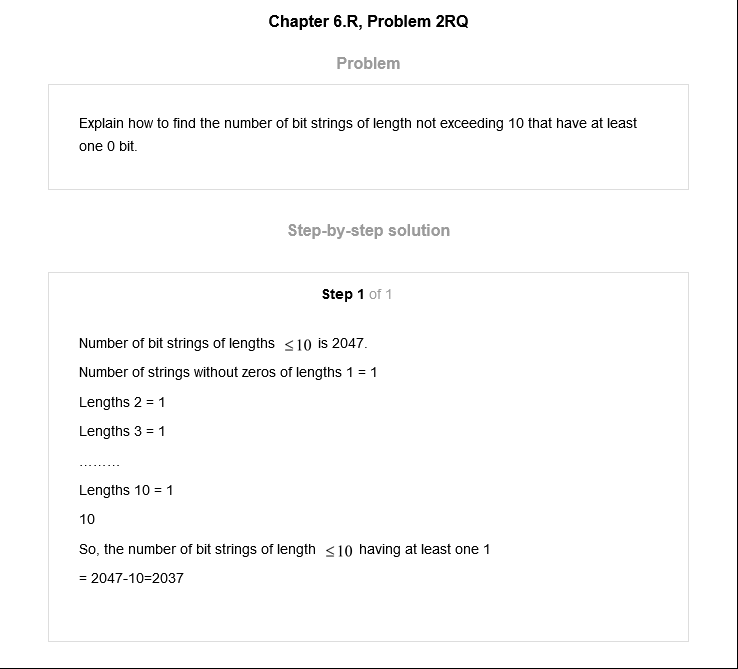 Chapter 6.R, Problem 2RQ
Problem
Explain how to find the number of bit strings of length not exceeding 10 that have at least
one 0 bit.
Step-by-step solution
Step 1 of 1
Number of bit strings of lengths ≤10 is 2047.
Number of strings without zeros of lengths 1 = 1
Lengths 2 = 1
Lengths 3 = 1
.........
Lengths 10 = 1
10
So, the number of bit strings of length ≤10 having at least one 1
= 2047-10=2037